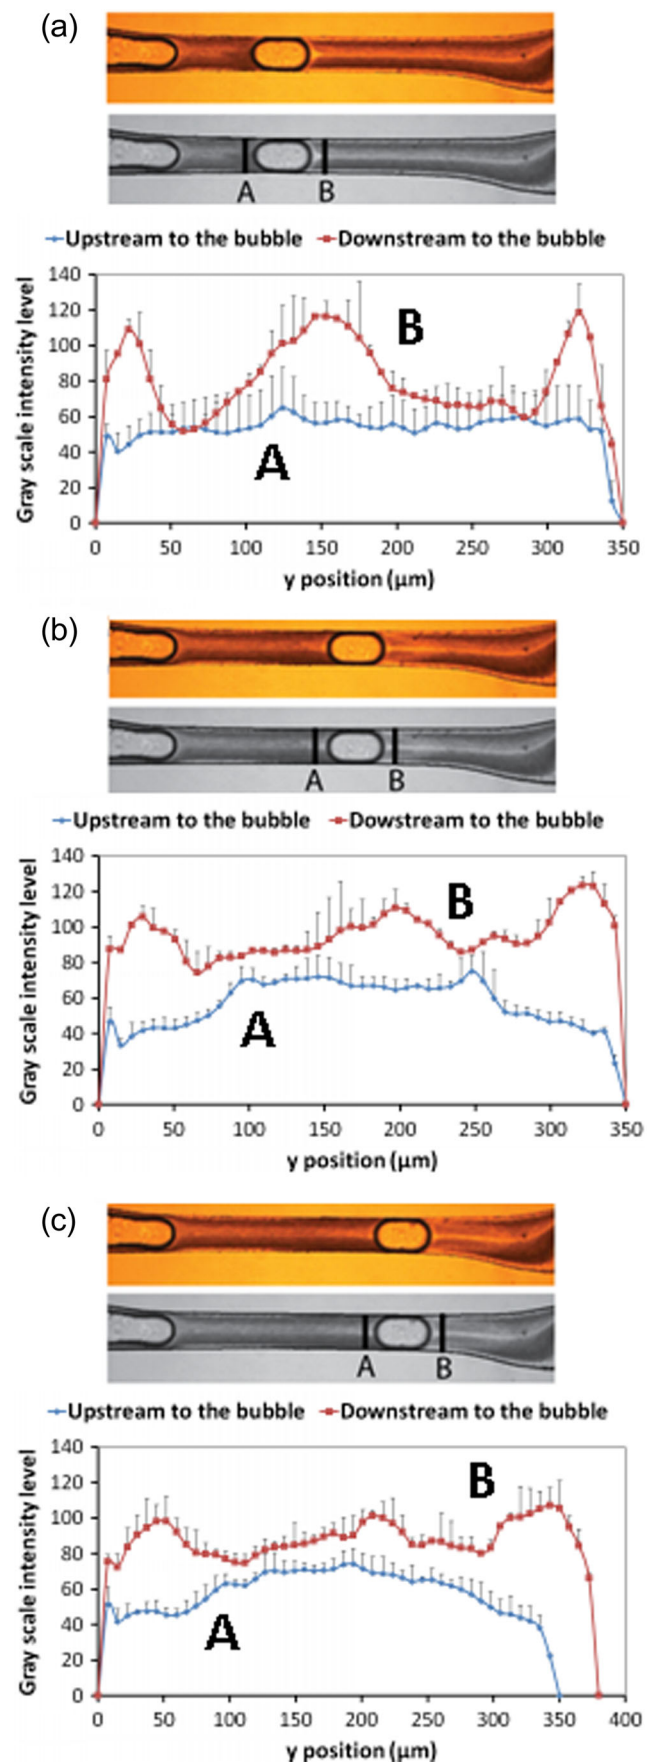 (a)
A B
Upstream to the bubble Downstream to the bubble
140
120
100
80
60
40
20
0
Gray scale intensity level
B
A
0 50 100 150 200 250 300 350
y position (µm)
(b)
A B
Upstream to the bubble Dowstream to the bubble
140
120
100
80
60
40
20
0
Gray scale intensity level
B
A
0 50 100 150 200 250 300 350
y position (µm)
(c)
A B
Upstream to the bubble Downstream to the bubble
140
120
100
80
60
40
20
0
Gray scale intensity level
B
A
0 50 100 150 200 250 300 350 400
y position (µm)